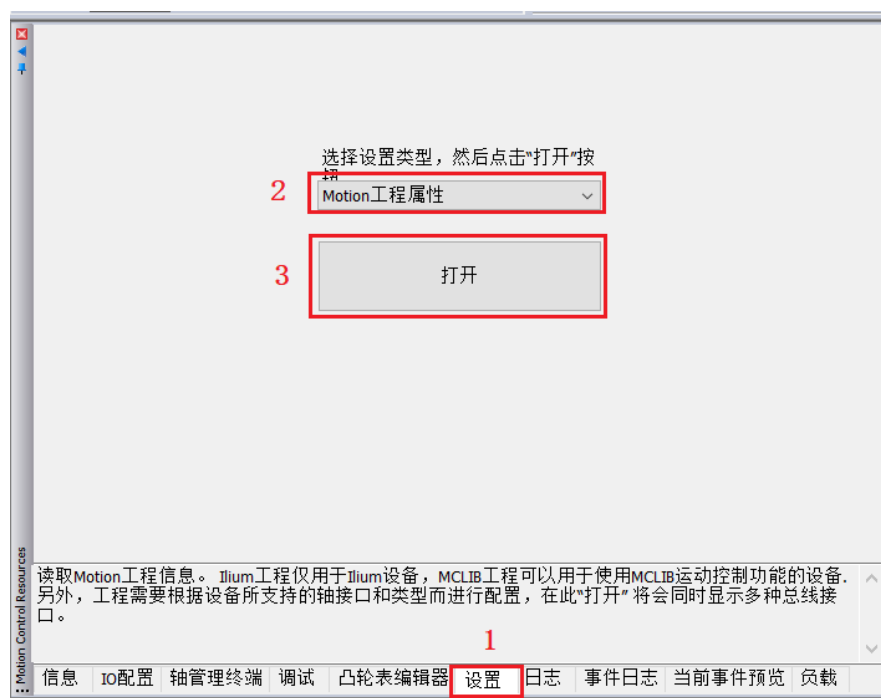 选择设置类型，然后点击“打开”按
钮
2
Motion工程属性
3
打开
读取Motion工程信息。 Ilium工程仅用于Ilium设备，MCLIB工程可以用于使用MCLIB运动控制功能的设备.
另外，工程需要根据设备所支持的轴接口和类型而进行配置，在此“打开” 将会同时显示多种总线接
口。
1
信息 IO配置 轴管理终端 调试 凸轮表编辑器 设置 日志 事件日志 当前事件预览 负载
Motion Control Resources